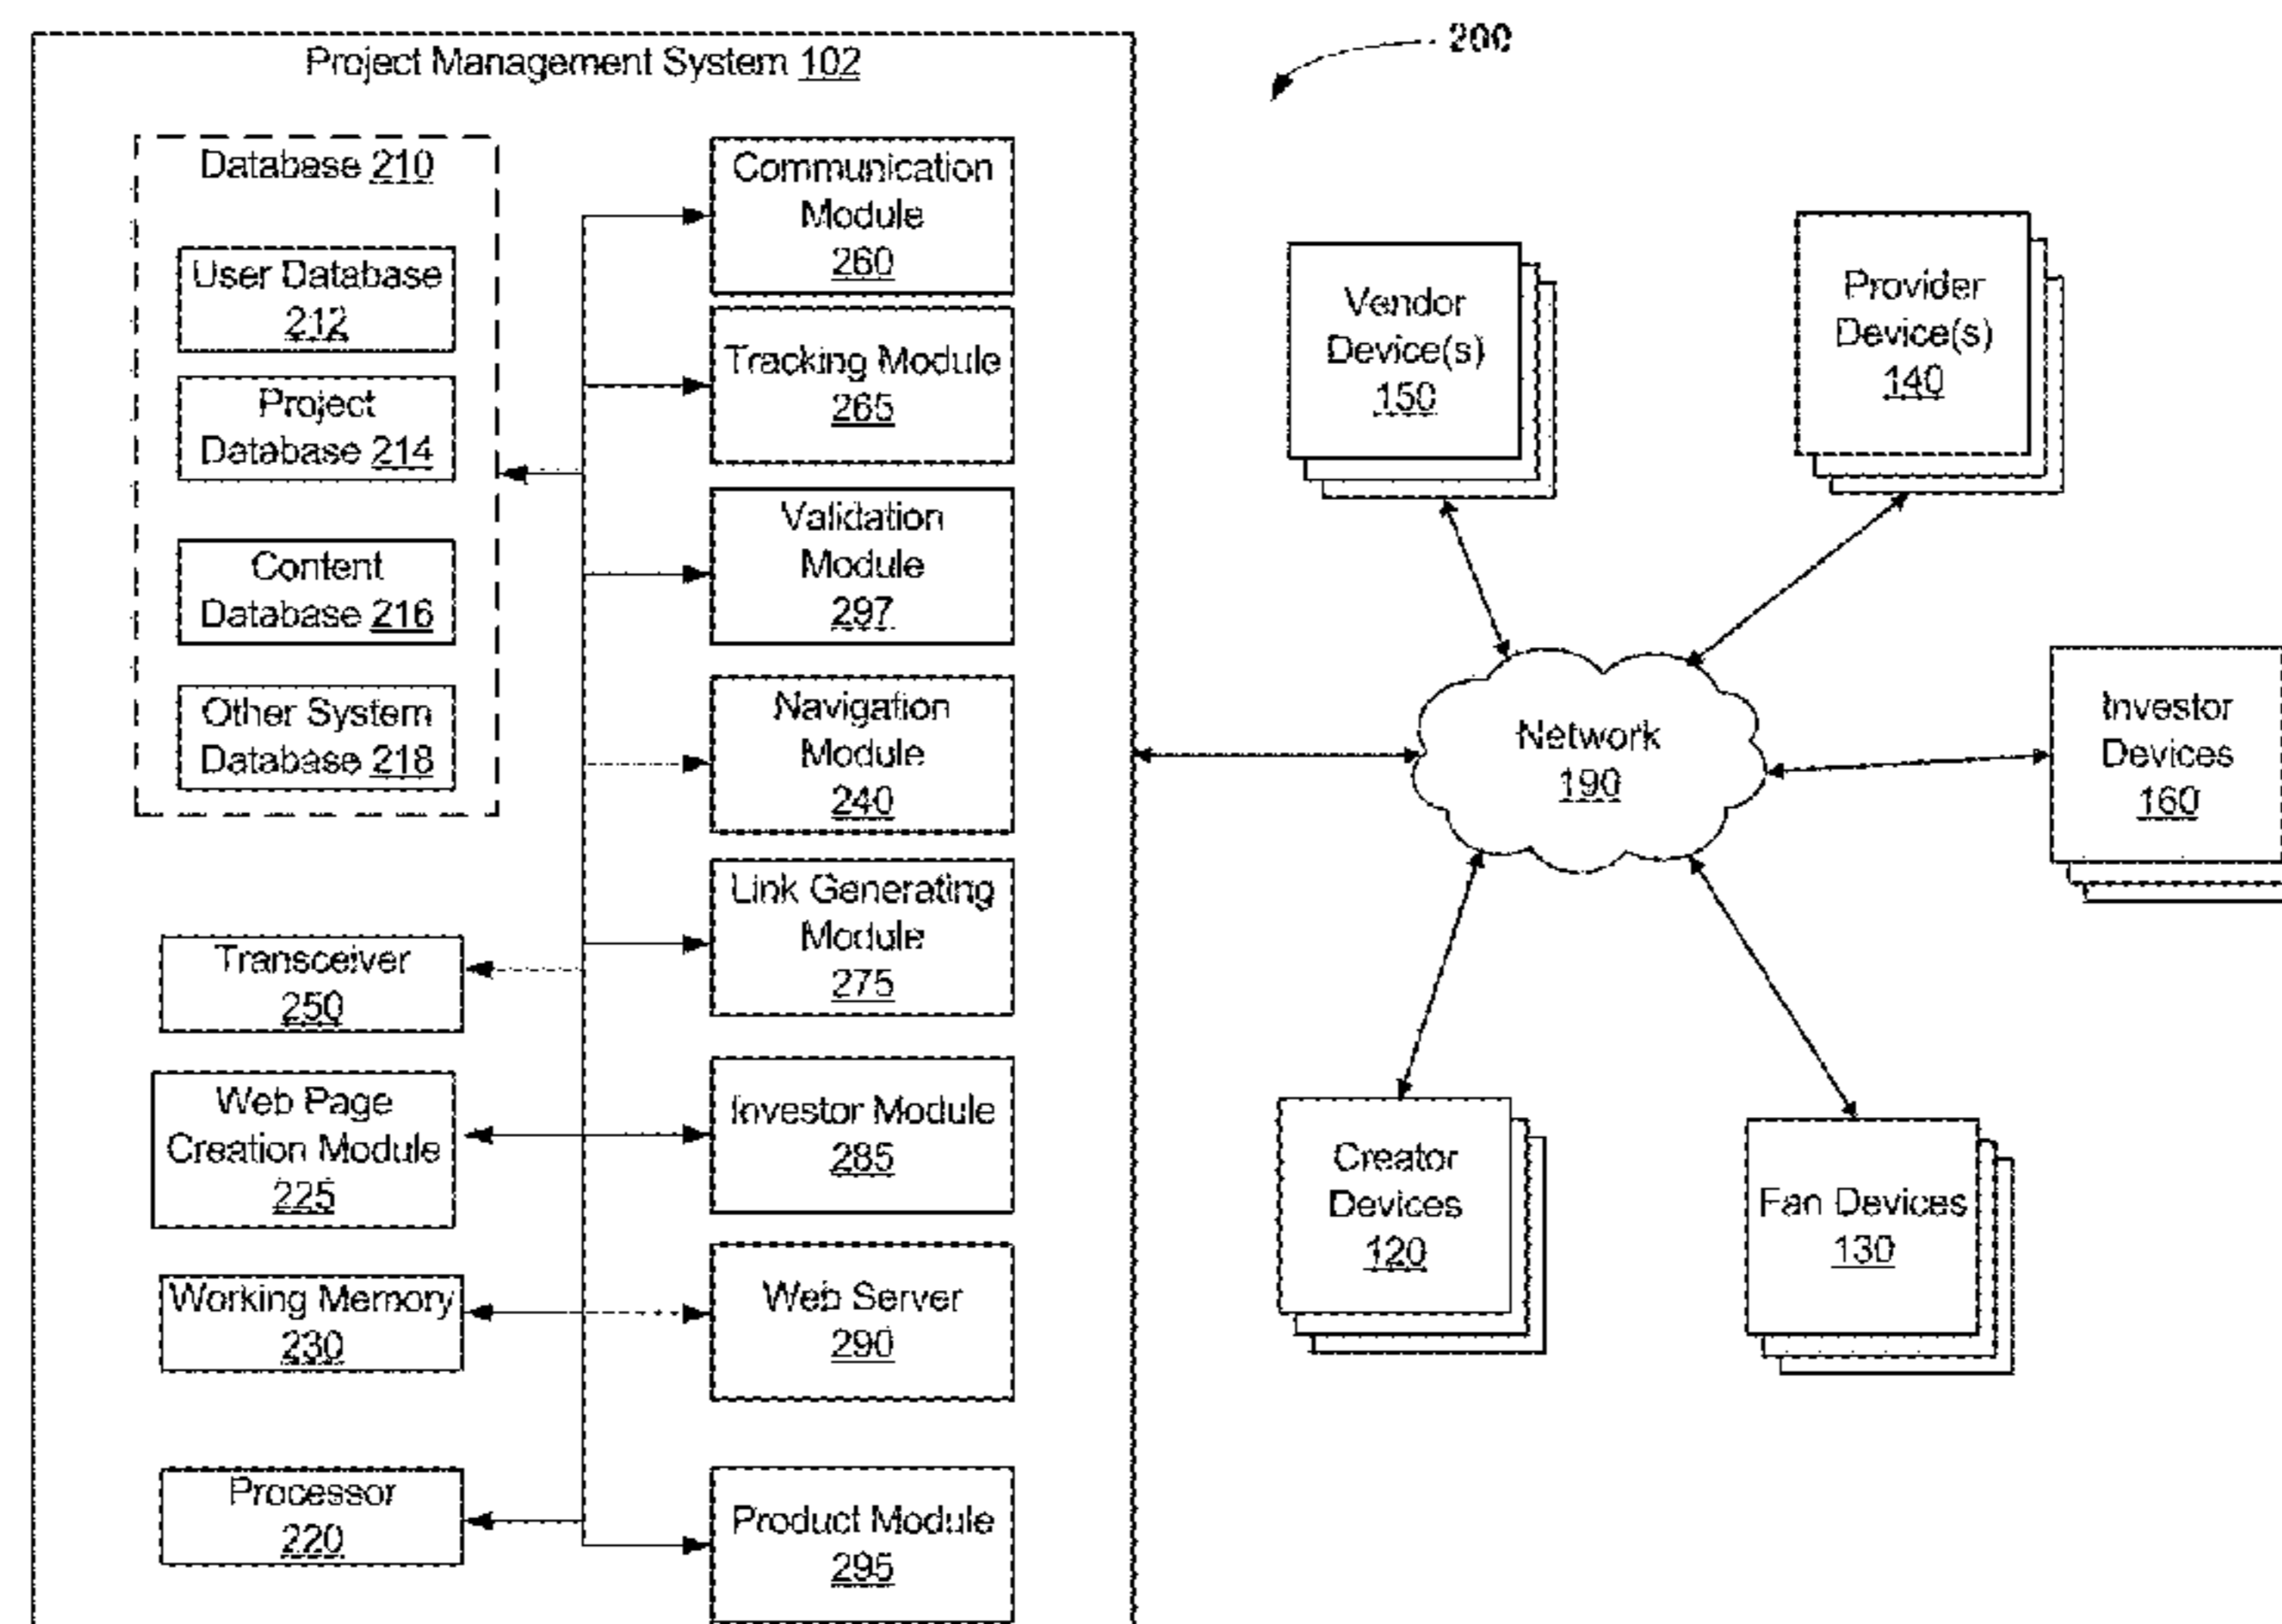 Project Management System 102
200
Database 210
User Database
212
Project
Database 214
Content
Database 216
Other System
Database 218
Transceiver
250
Web Page
Creation Module
225
Working Memory
230
Processor
220
Communication
Module
260
Tracking Module
265
Validation
Module
297
Navigation
Module
240
Link Generating
Module
275
Investor Module
285
Web Server
290
Product Module
295
Vendor
Device(s)
150
Provider
Device(s)
140
Network
190
Investor
Devices
160
Creator
Devices
120
Fan Devices
130